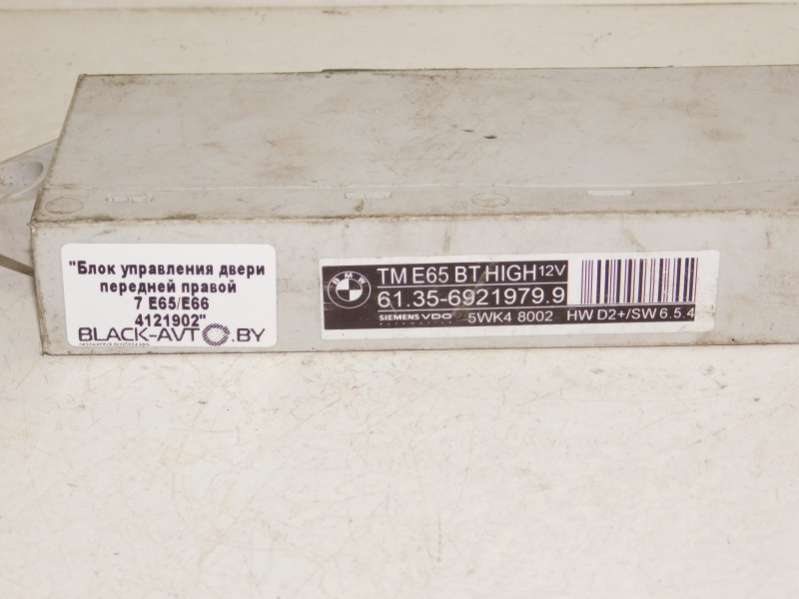 "Блок управления двери
передней правой
7 E65/E66
4121902"
BLACK-AVTO.BY
BMW
TM E65 BT HIGH 12V
61.35-6921979.9
SIEMENS VDO 5WK4 8002 HW D2+/SW 6.5.4